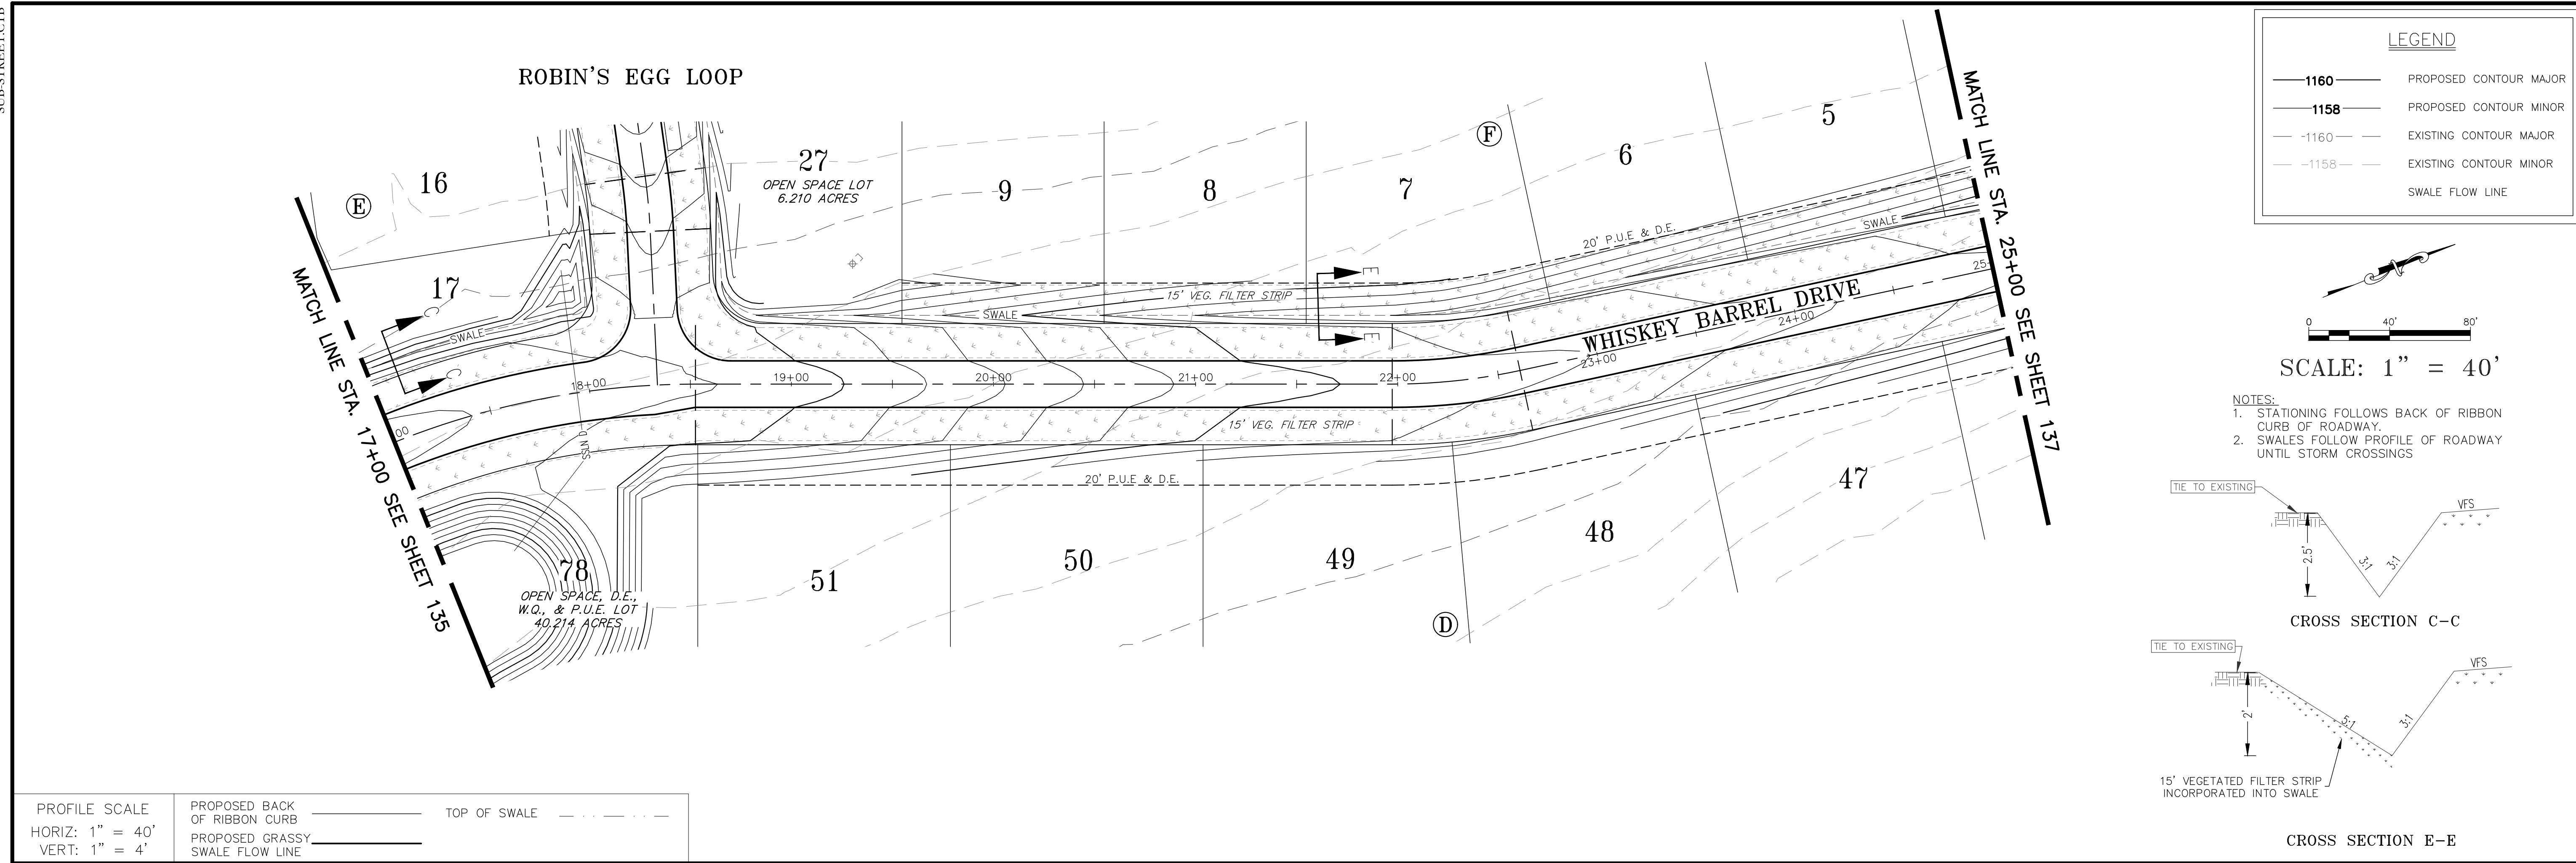 SUB-STREET.CTB
ROBIN'S EGG LOOP
16
E
17
27
OPEN SPACE LOT
6.210 ACRES
9
8
7
F
6
5
MATCH LINE STA. 17+00 SEE SHEET 135
MATCH LINE STA. 25+00 SEE SHEET 137
C
C
SWALE
SWALE
SWALE
20' P.U.E & D.E.
15' VEG. FILTER STRIP
E
E
WHISKEY BARREL DRIVE
00
18+00
19+00
20+00
21+00
22+00
23+00
24+00
25
15' VEG. FILTER STRIP
20' P.U.E & D.E.
78
OPEN SPACE, D.E.,
W.Q., & P.U.E. LOT
40.214 ACRES
51
50
49
48
47
D
LEGEND
1160 PROPOSED CONTOUR MAJOR
1158 PROPOSED CONTOUR MINOR
1160 EXISTING CONTOUR MAJOR
1158 EXISTING CONTOUR MINOR
SWALE FLOW LINE
N
0 40' 80'
SCALE: 1" = 40'
NOTES:
1. STATIONING FOLLOWS BACK OF RIBBON
CURB OF ROADWAY.
2. SWALES FOLLOW PROFILE OF ROADWAY
UNTIL STORM CROSSINGS
TIE TO EXISTING
VFS
2.5'
3:1
3:1
CROSS SECTION C-C
TIE TO EXISTING
VFS
2'
5:1
3:1
15' VEGETATED FILTER STRIP
INCORPORATED INTO SWALE
CROSS SECTION E-E
PROFILE SCALE
HORIZ: 1" = 40'
VERT: 1" = 4'
PROPOSED BACK
OF RIBBON CURB
PROPOSED GRASSY
SWALE FLOW LINE
TOP OF SWALE